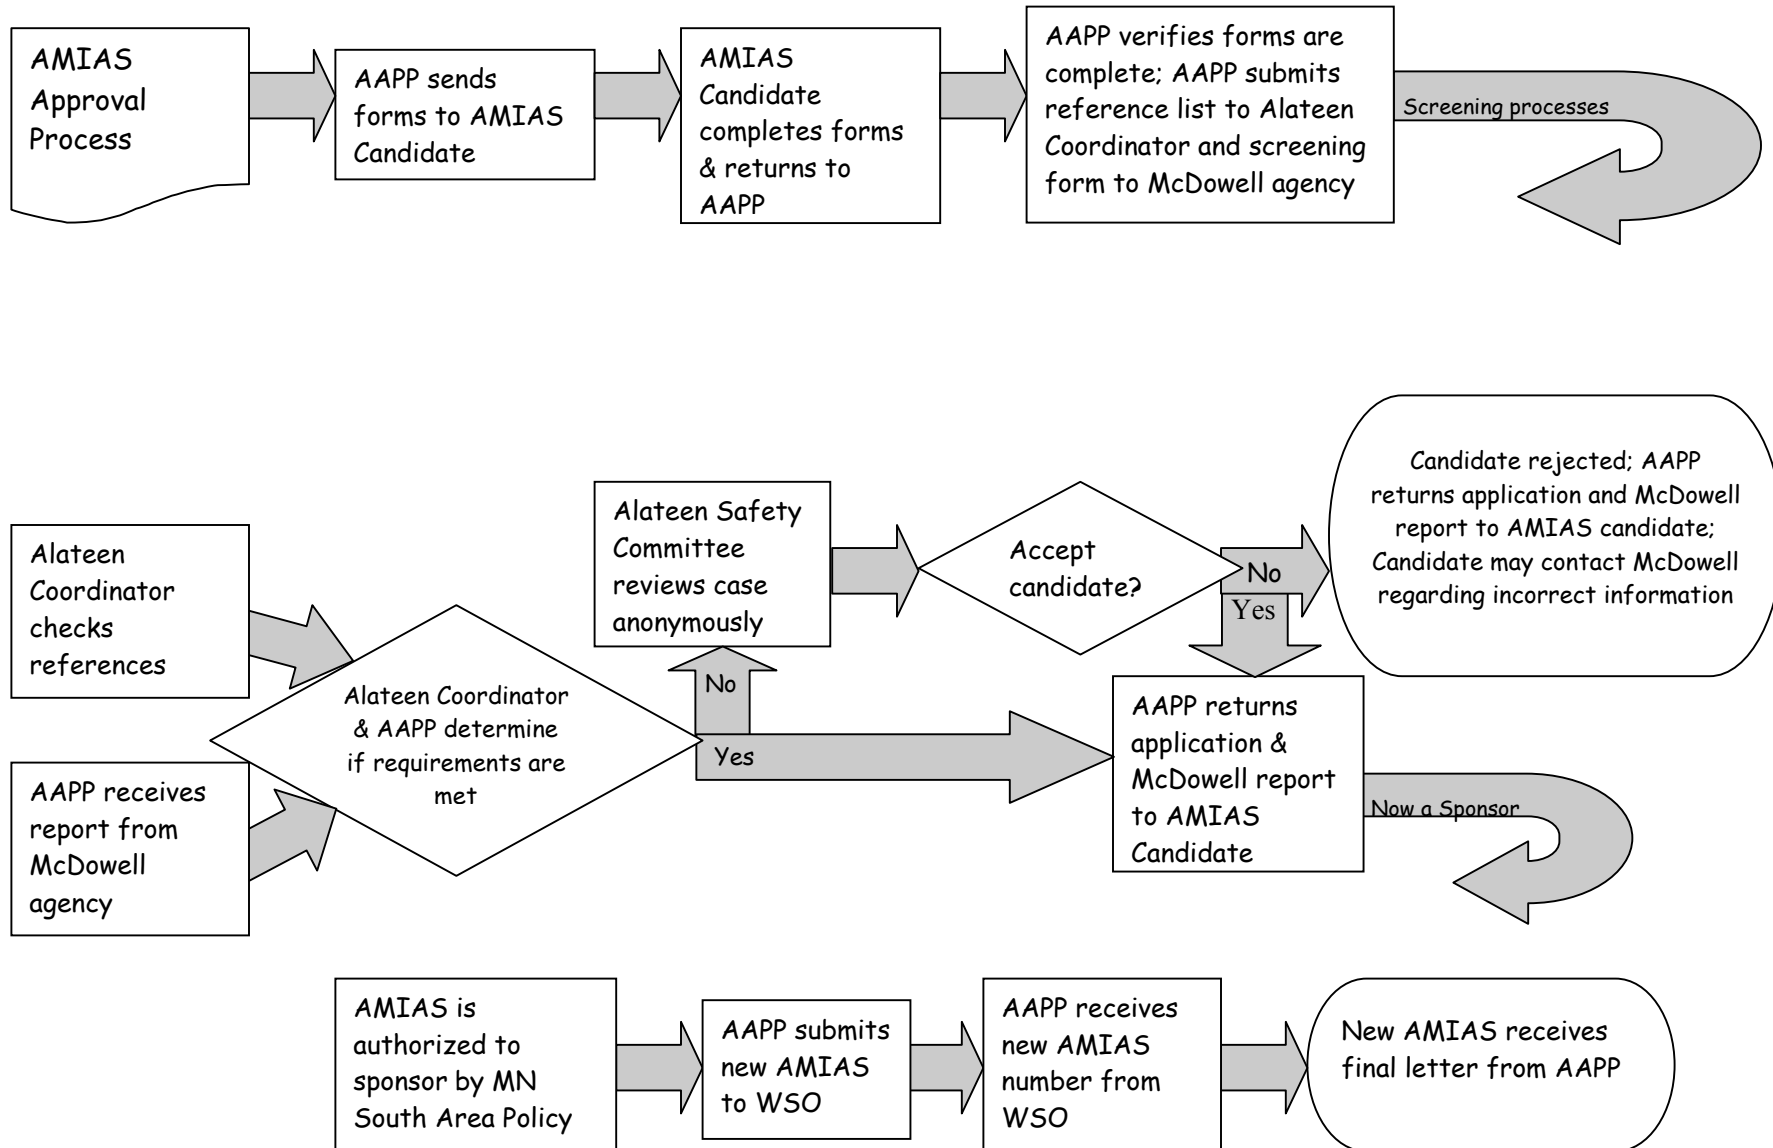 AMIAS
Approval
Process
AAPP sends
forms to AMIAS
Candidate
AMIAS
Candidate
completes forms
& returns to
AAPP
AAPP verifies forms are
complete; AAPP submits
reference list to Alateen
Coordinator and screening
form to McDowell agency
Screening processes
Alateen
Coordinator
checks
references
AAPP receives
report from
McDowell
agency
Alateen Coordinator
& AAPP determine
if requirements are
met
No
Yes
Alateen Safety
Committee
reviews case
anonymously
Accept
candidate?
No
Yes
Candidate rejected; AAPP
returns application and McDowell
report to AMIAS candidate;
Candidate may contact McDowell
regarding incorrect information
AAPP returns
application &
McDowell report
to AMIAS
Candidate
Now a Sponsor
AMIAS is
authorized to
sponsor by MN
South Area Policy
AAPP submits
new AMIAS
to WSO
AAPP receives
new AMIAS
number from
WSO
New AMIAS receives
final letter from AAPP